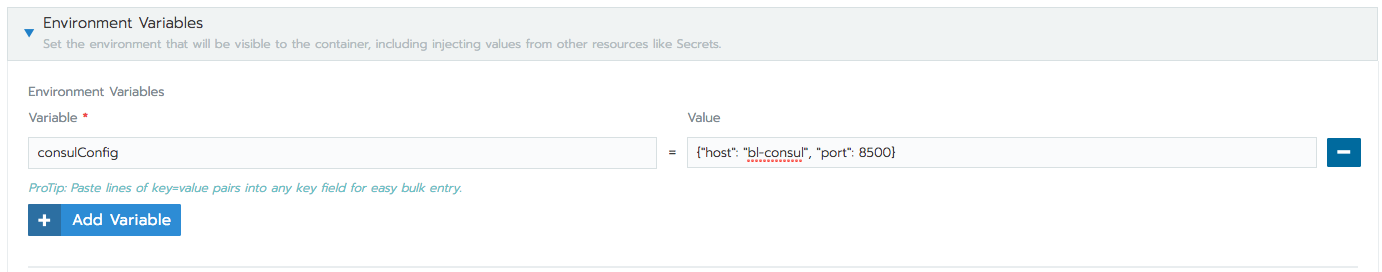 Environment Variables
Set the environment that will be visible to the container, including injecting values from other resources like Secrets.
Environment Variables
Variable * Value
consulConfig = {"host": "bl-consul", "port": 8500}
ProTip: Paste lines of key=value pairs into any key field for easy bulk entry.
+ Add Variable